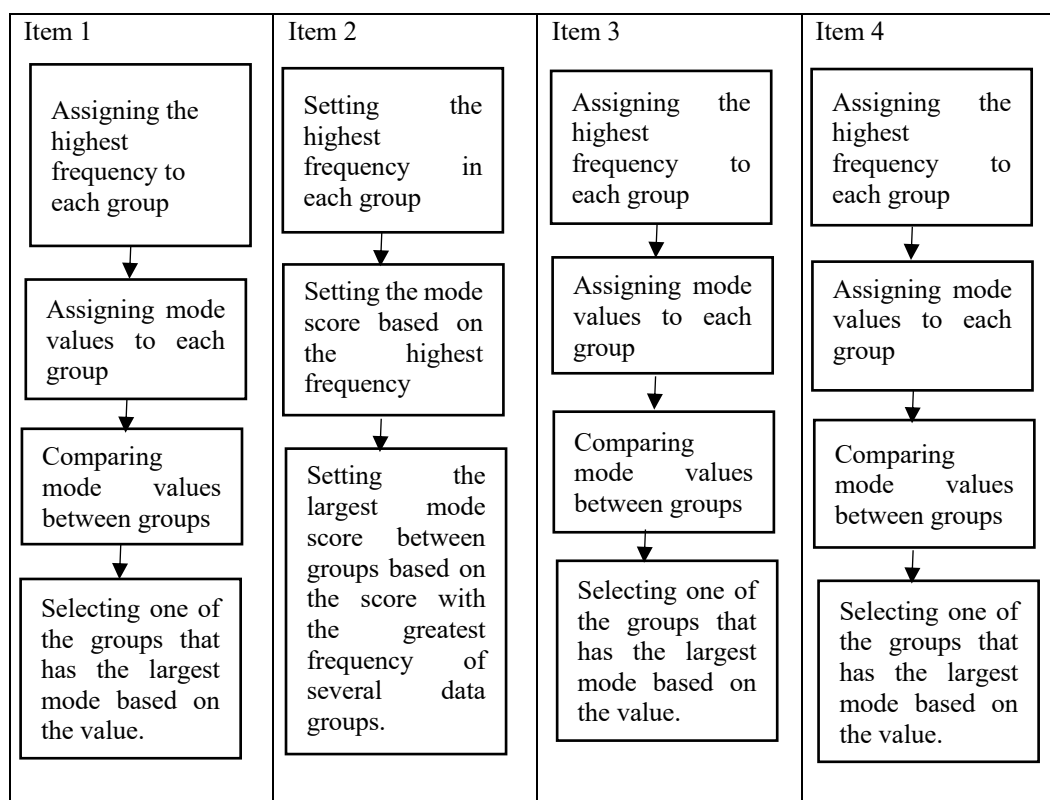 Item 1
Assigning the
highest
frequency to
each group
Assigning mode
values to each
group
Comparing
mode values
between groups
Selecting one of
the groups that
has the largest
mode based on
the value.
Item 2
Setting the
highest
frequency in
each group
Setting the mode
score based on
the highest
frequency
Setting the
largest mode
score between
groups based on
the score with
the greatest
frequency of
several data
groups.
Item 3
Assigning the
highest
frequency to
each group
Assigning mode
values to each
group
Comparing
mode values
between groups
Selecting one of
the groups that
has the largest
mode based on
the value.
Item 4
Assigning the
highest
frequency to
each group
Assigning mode
values to each
group
Comparing
mode values
between groups
Selecting one of
the groups that
has the largest
mode based on
the value.